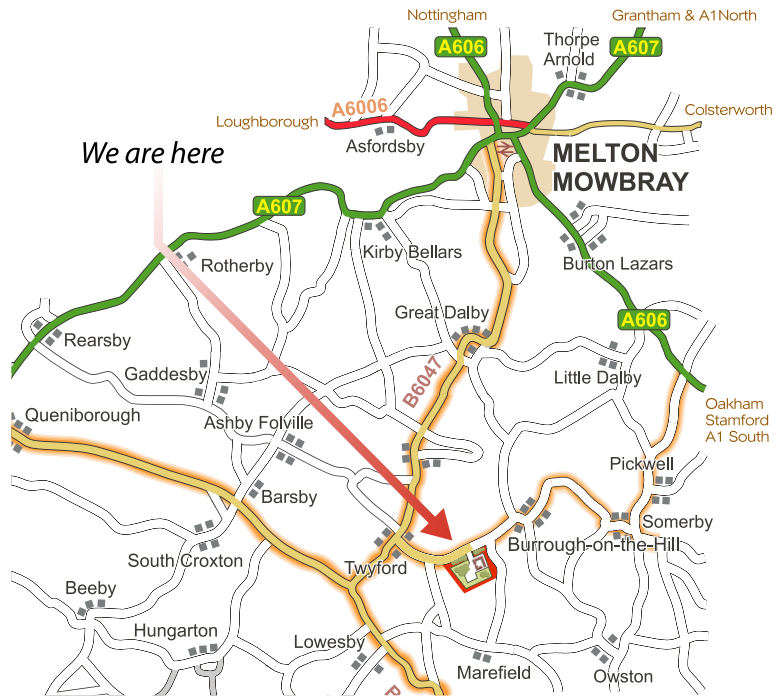 Nottingham
Grantham & A1North
A606
Thorpe
Arnold
A607
A6006
Loughborough
Colsterworth
Asfordsby
We are here
MELTON
MOWBRAY
A607
Rotherby
Kirby Bellars
Burton Lazars
Great Dalby
A606
Rearsby
Gaddesby
B6047
Little Dalby
Queniborough
Ashby Folville
Oakham
Stamford
A1 South
Pickwell
Barsby
Somerby
South Croxton
Twyford
Burrough-on-the-Hill
Beeby
Hungarton
Lowesby
Marefield
Owston